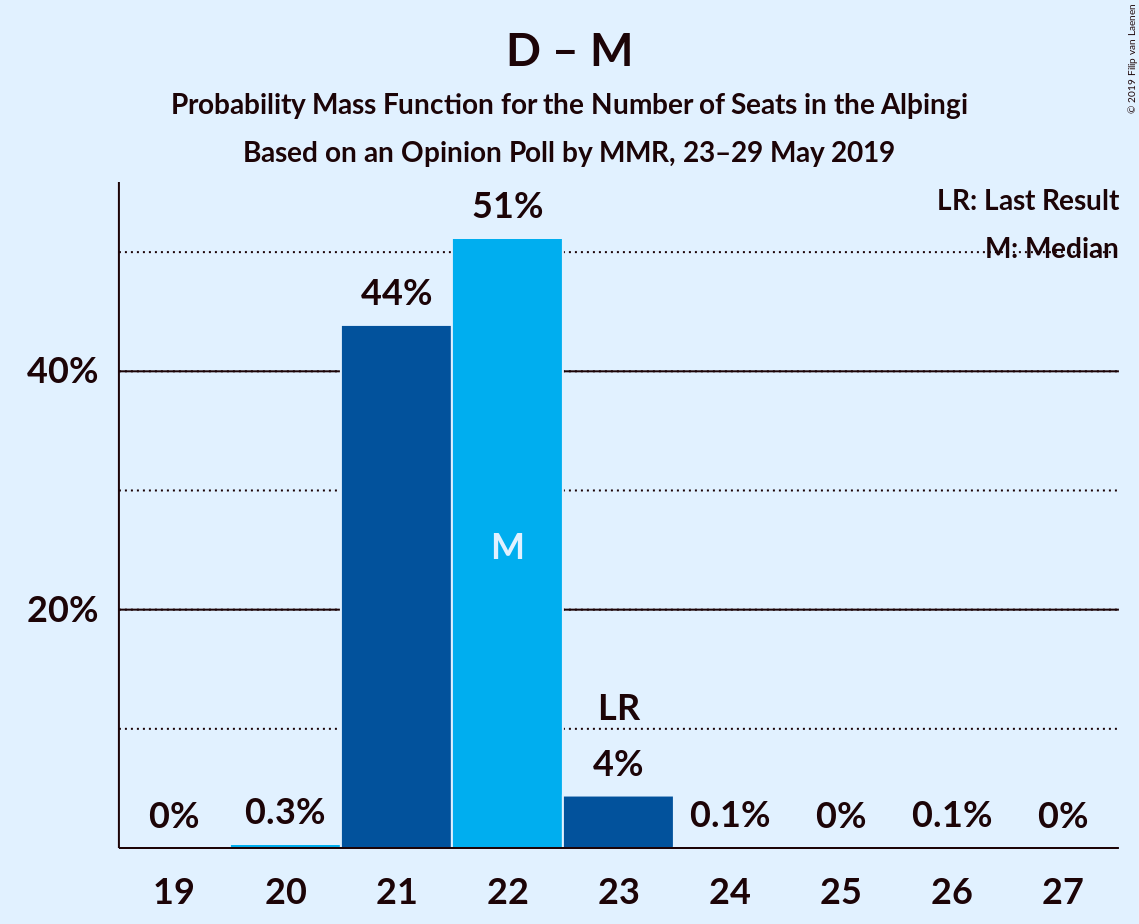 D – M
Probability Mass Function for the Number of Seats in the Alþingi
Based on an Opinion Poll by MMR, 23–29 May 2019
© 2019 Filip van Laenen
LR: Last Result
M: Median
51%
44%
40%
M
20%
LR
4%
0%
0.3%
0.1%
0%
0.1%
0%
19
20
21
22
23
24
25
26
27